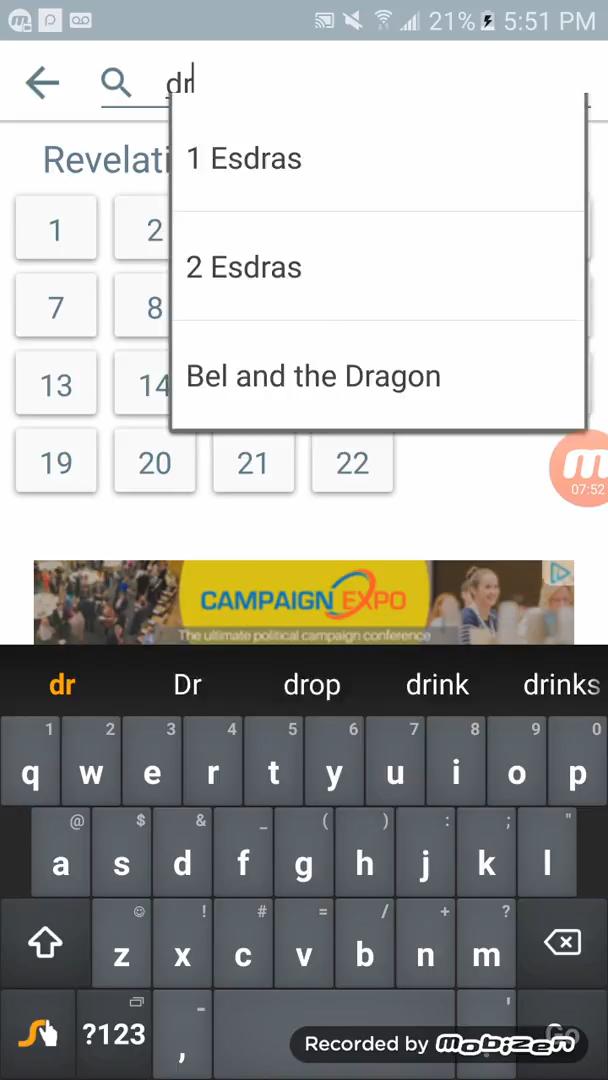 21% 5:51 PM
dr
Revelati
1 Esdras
2 Esdras
Bel and the Dragon
1 2
7 8
13 14
19 20 21 22
m
07:52
CAMPAIGN EXPO
The ultimate political campaign conference
dr Dr drop drink drinks
1 2 3 4 5 6 7 8 9 0
q w e r t y u i o p
@ $ & _ ( ) : ; "
a s d f g h j k l
! # = / + ?
z x c v b n m
?123 , - '
Go
Recorded by mobizen